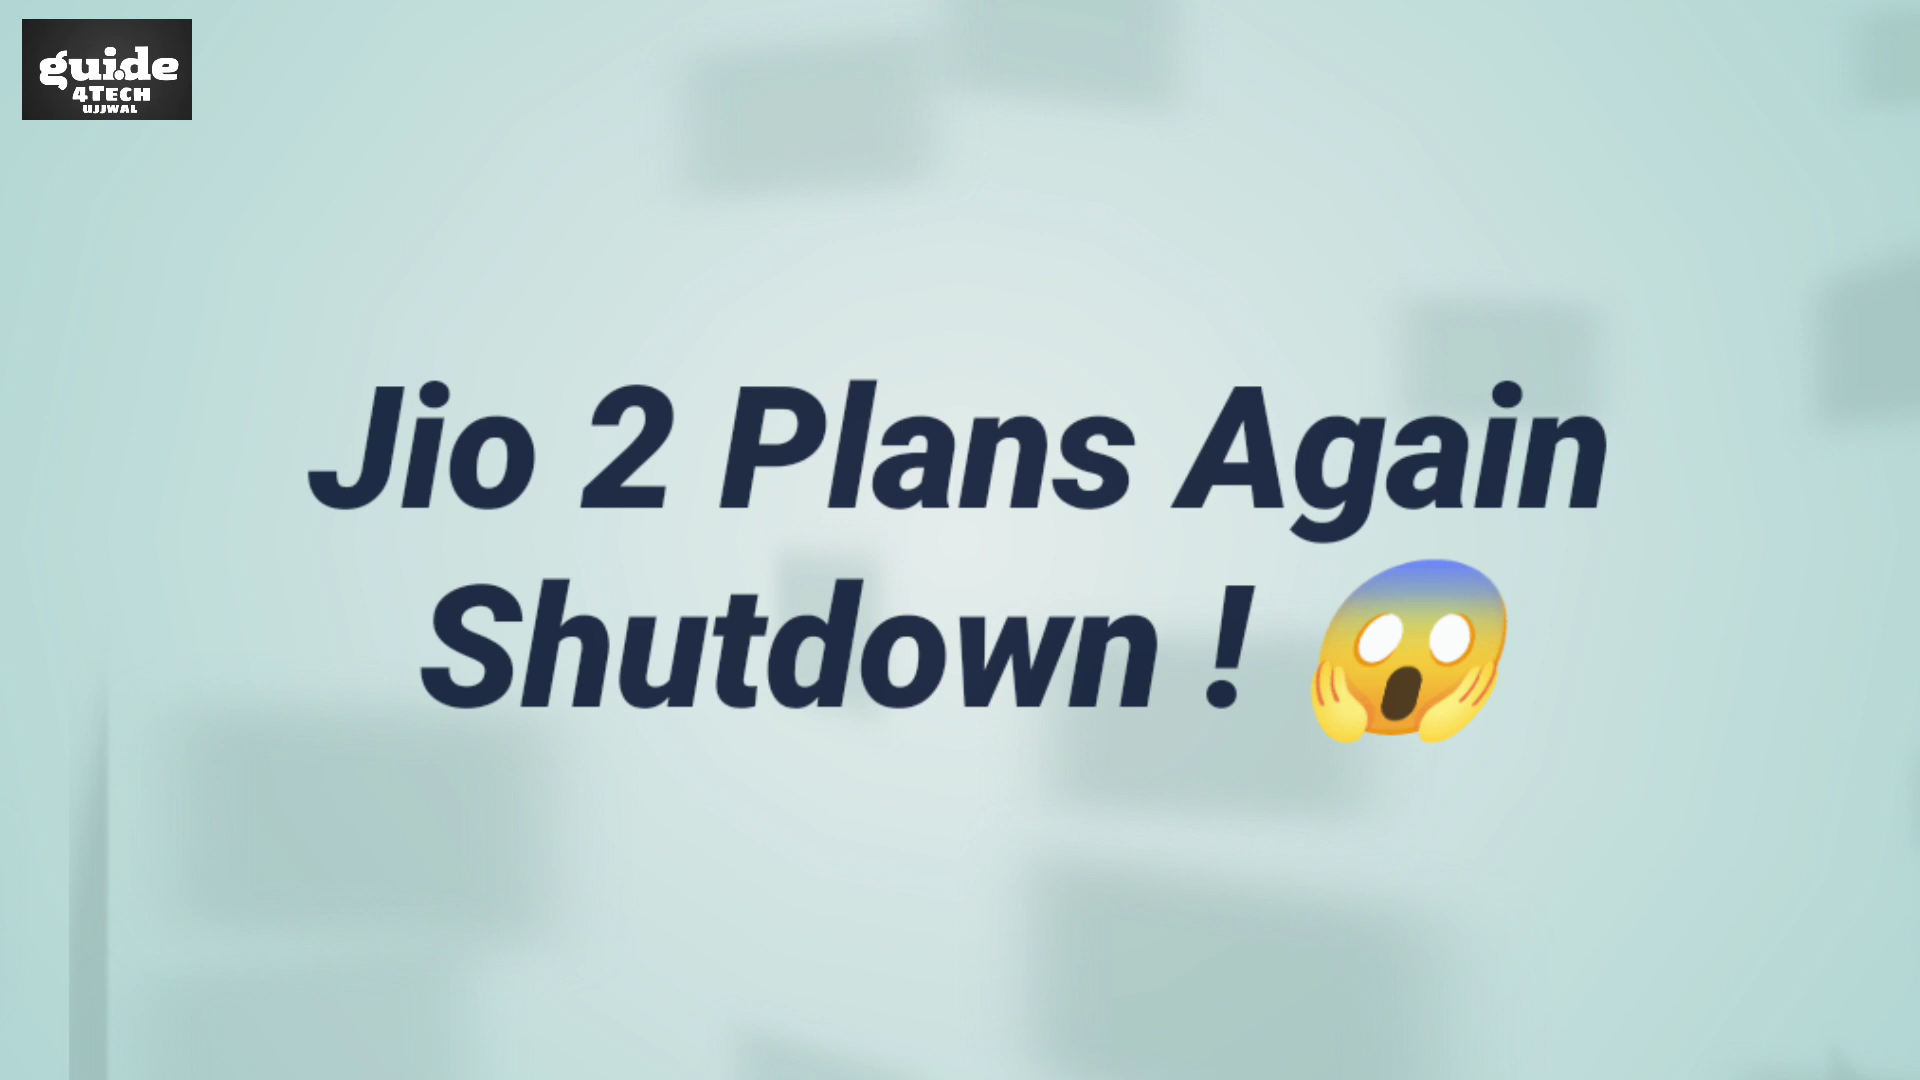 guide
4TECH
UJJWAL
Jio 2 Plans Again
Shutdown ! 😱